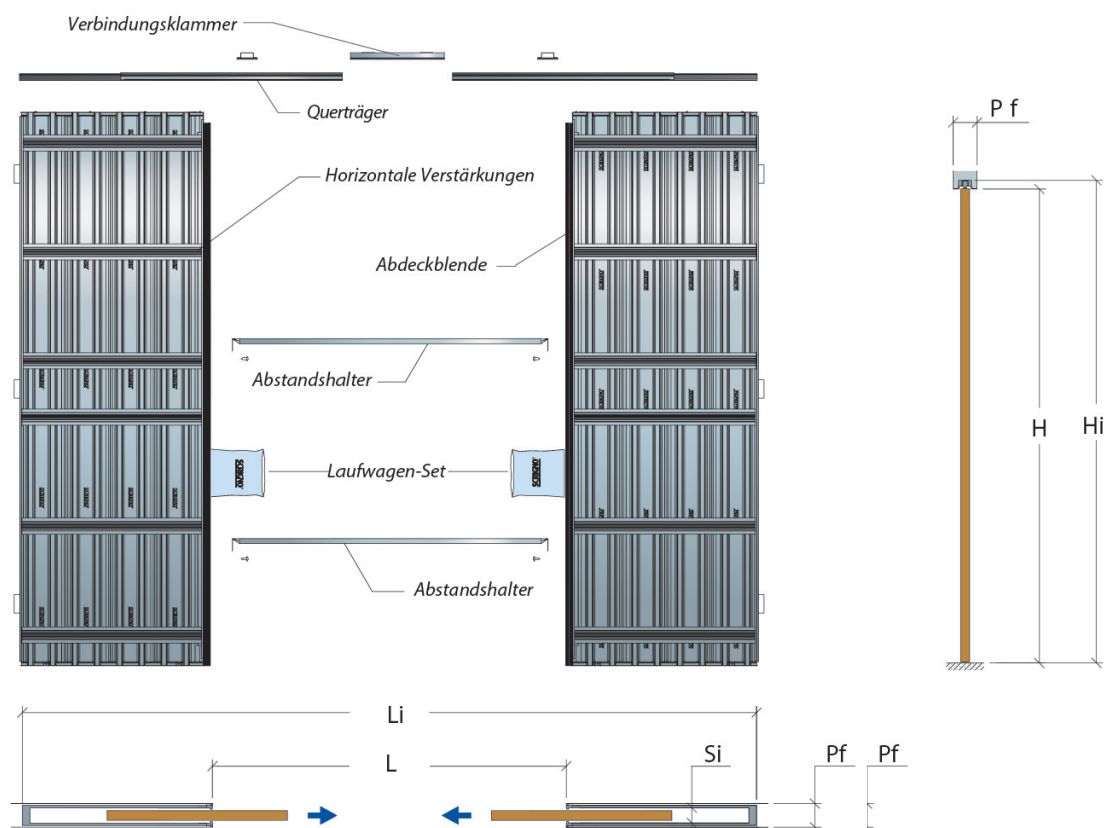 Verbindungsklammer
Querträger
P f
Horizontale Verstärkungen
Abdeckblende
Abstandshalter
H
Hi
Laufwagen-Set
Abstandshalter
Li
L
Si
Pf
Pf